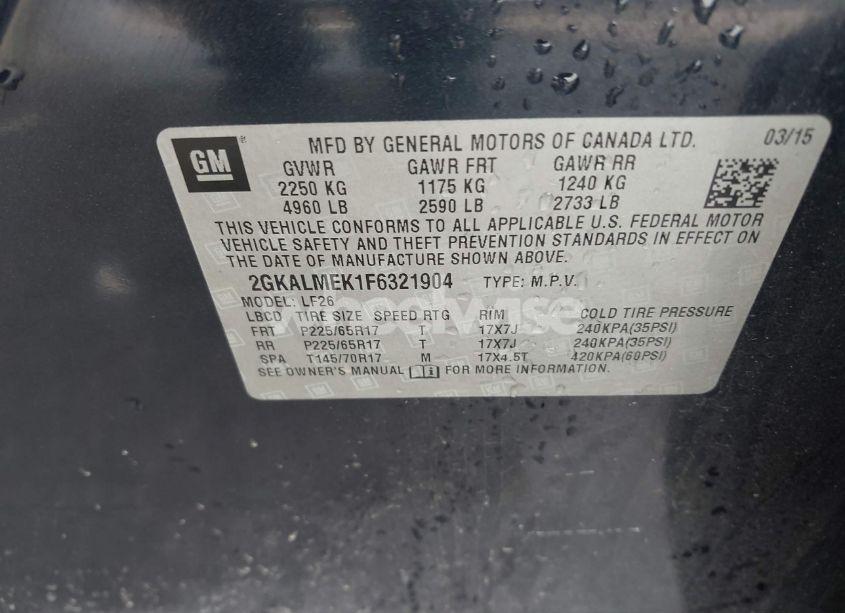 GM
MFD BY GENERAL MOTORS OF CANADA LTD. 03/15
GVWR GAWR FRT GAWR RR
2250 KG 1175 KG 1240 KG
4960 LB 2590 LB 2733 LB
THIS VEHICLE CONFORMS TO ALL APPLICABLE U.S. FEDERAL MOTOR
VEHICLE SAFETY AND THEFT PREVENTION STANDARDS IN EFFECT ON
THE DATE OF MANUFACTURE SHOWN ABOVE.
2GKALMEK1F6321904 TYPE: M.P.V.
MODEL: LF26
LBCD TIRE SIZE SPEED RTG RIM COLD TIRE PRESSURE
FRT P225/65R17 T 17X7J 240KPA(35PSI)
RR P225/65R17 T 17X7J 240KPA(35PSI)
SPA T145/70R17 M 17X4.5T 420KPA(60PSI)
SEE OWNER'S MANUAL FOR MORE INFORMATION.